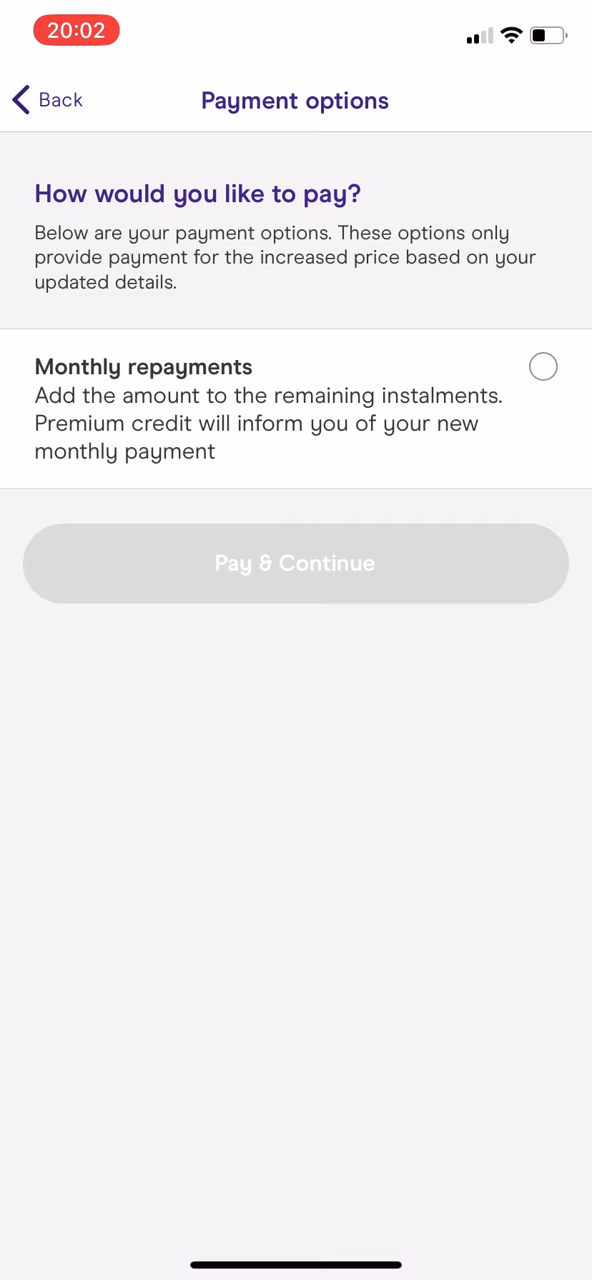 20:02
Back
Payment options
How would you like to pay?
Below are your payment options. These options only
provide payment for the increased price based on your
updated details.
Monthly repayments
Add the amount to the remaining instalments.
Premium credit will inform you of your new
monthly payment
Pay & Continue